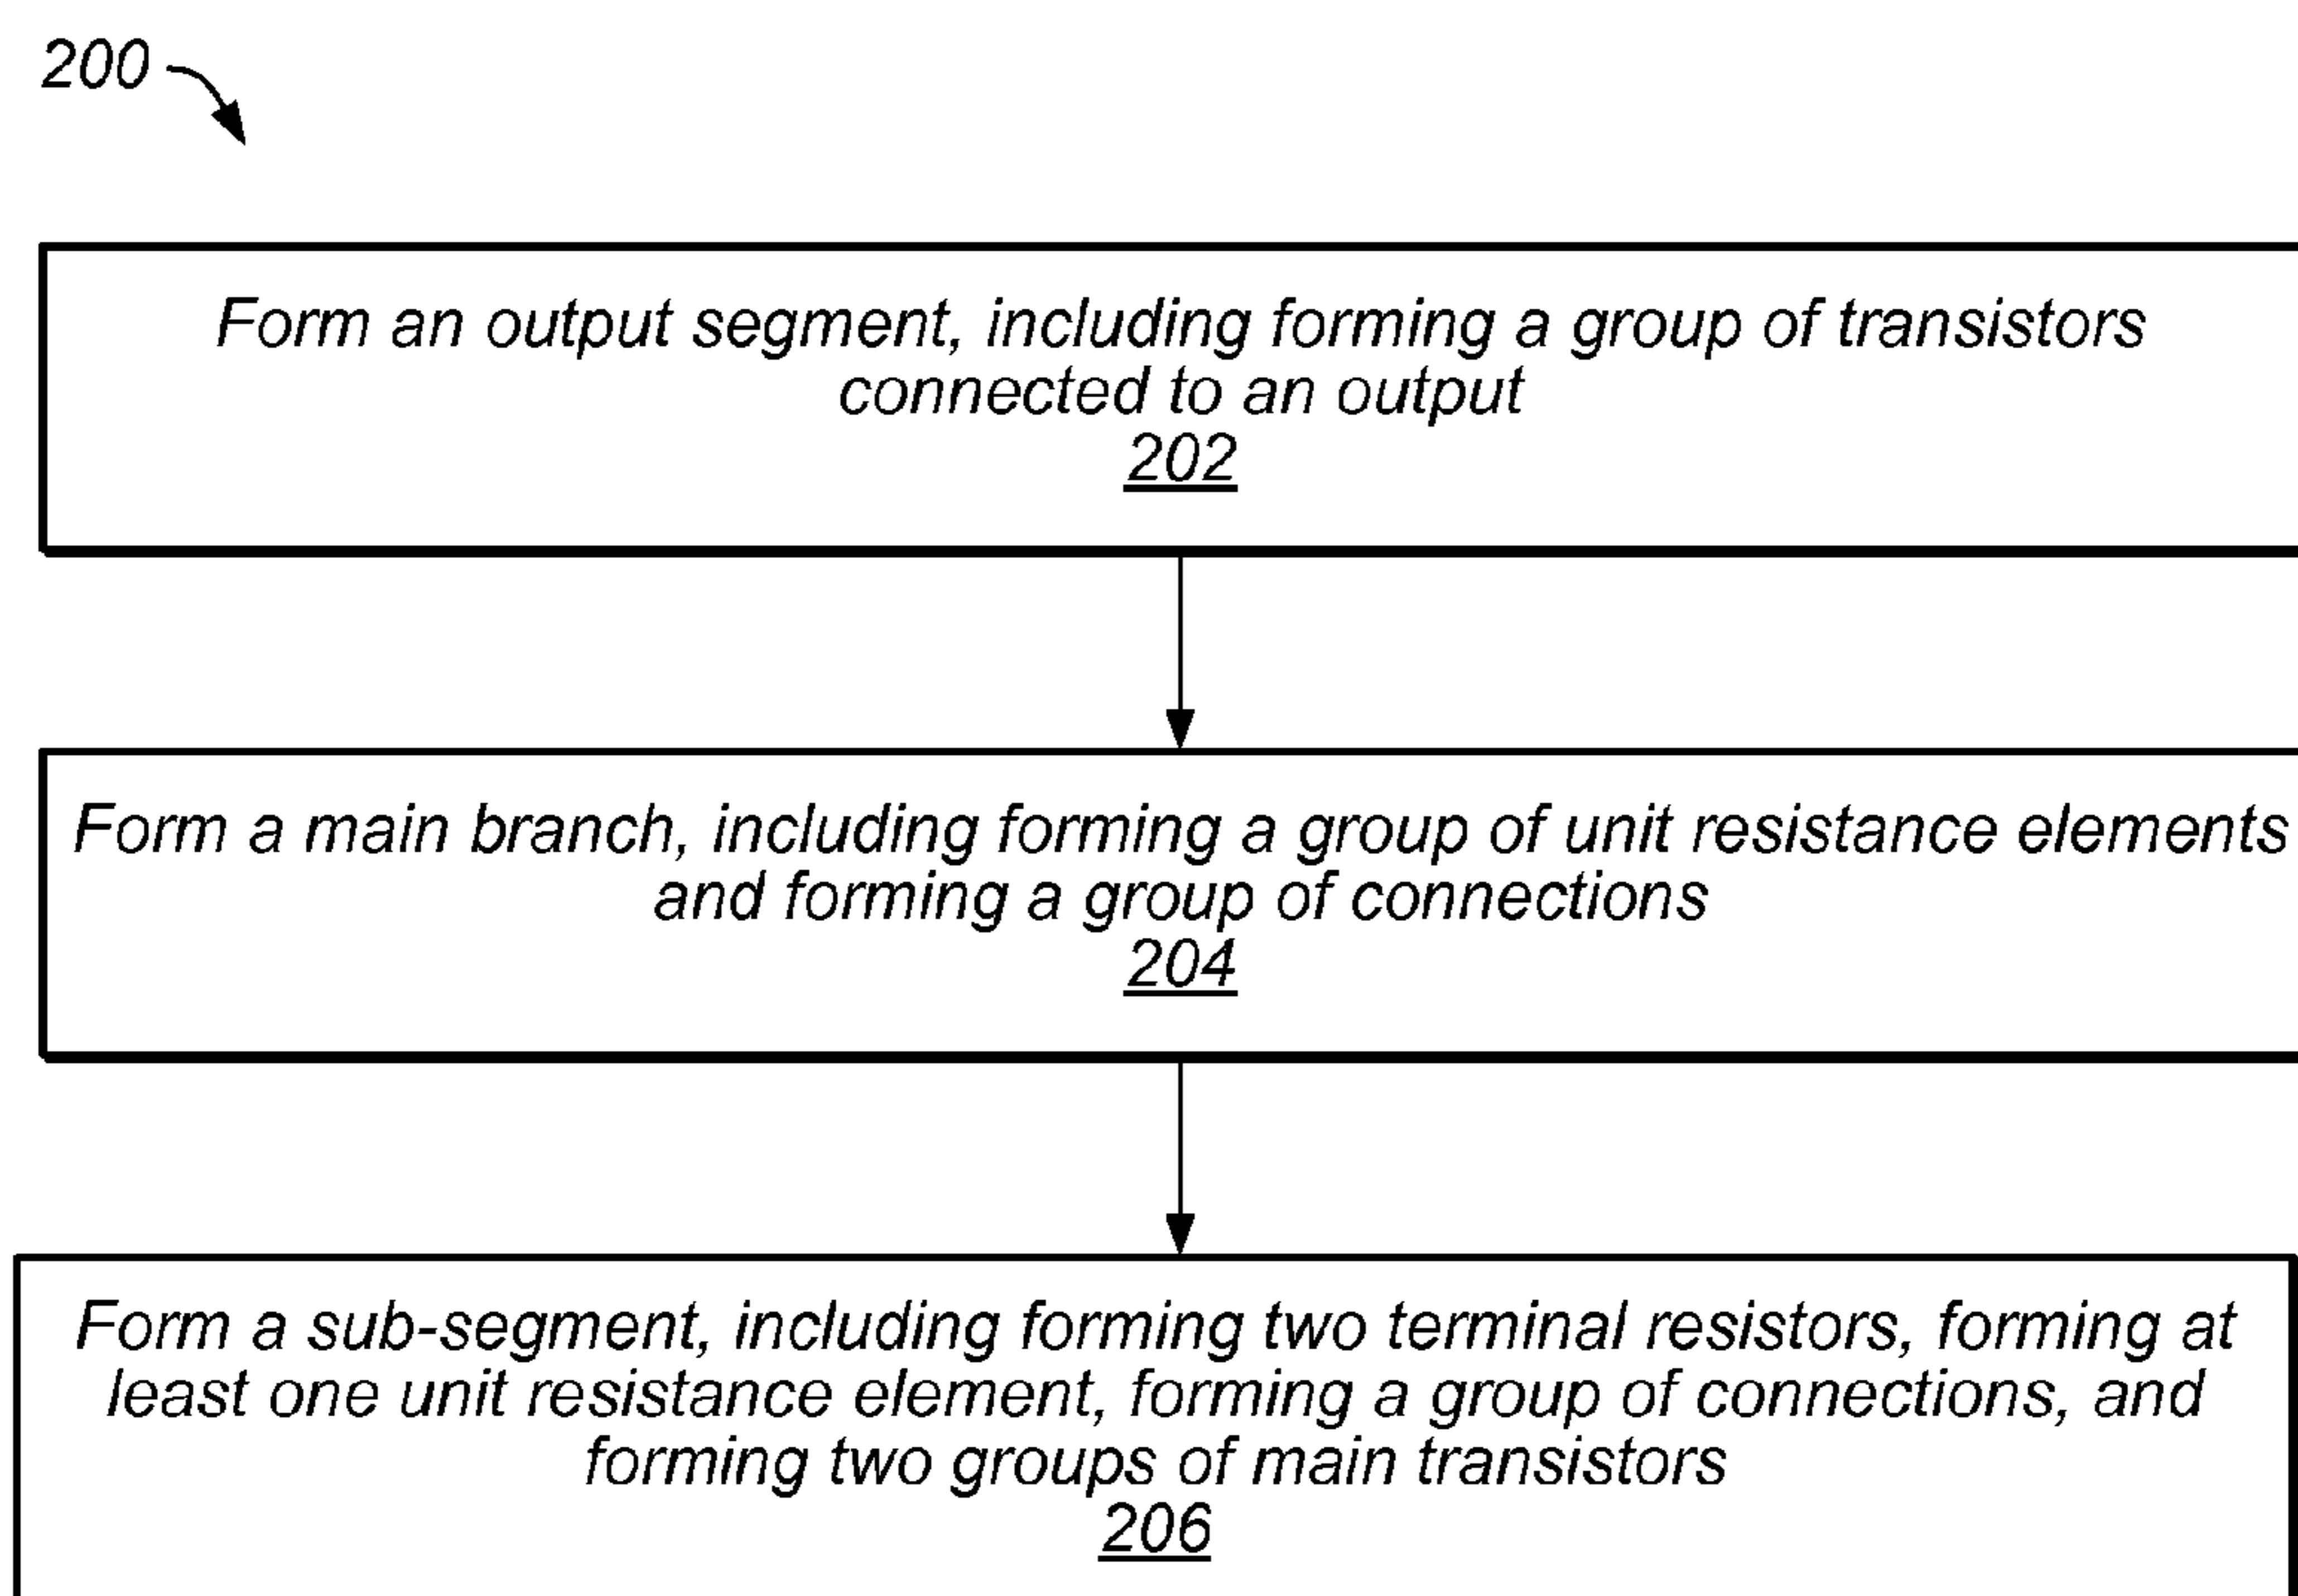 200
Form an output segment, including forming a group of transistors
connected to an output
202
Form a main branch, including forming a group of unit resistance elements
and forming a group of connections
204
Form a sub-segment, including forming two terminal resistors, forming at
least one unit resistance element, forming a group of connections, and
forming two groups of main transistors
206